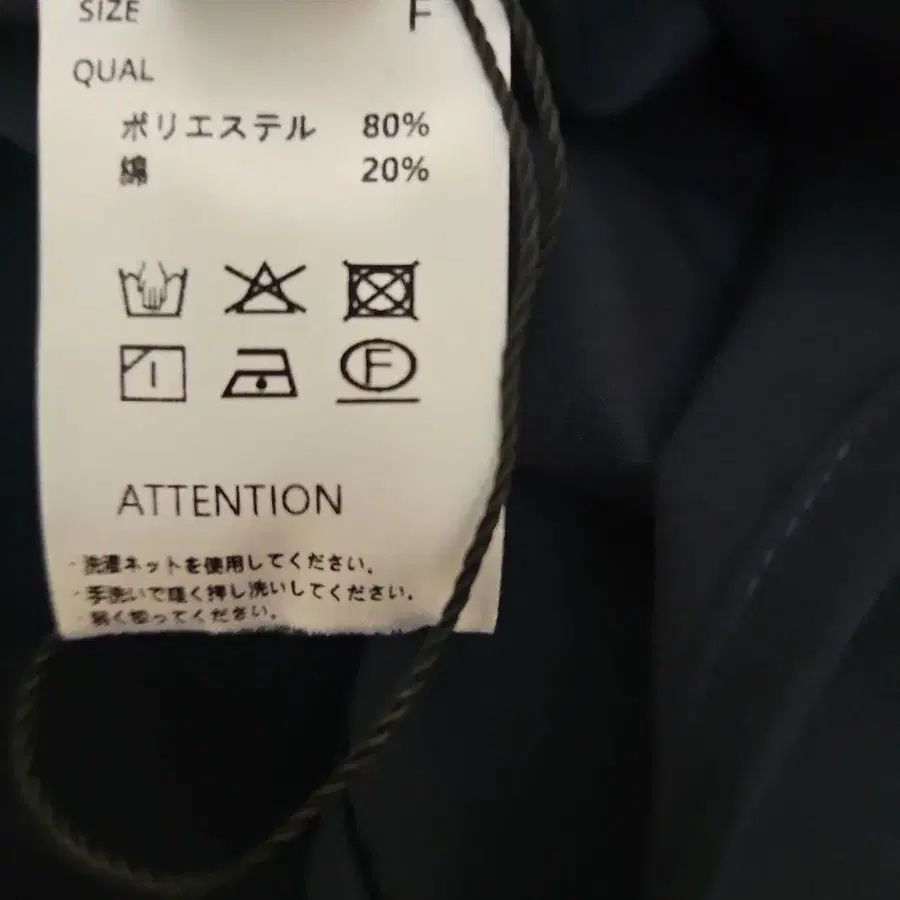 SIZE F
QUAL
ポリエステル 80%
綿 20%
F
ATTENTION
・洗濯ネットを使用してください。
・手洗いで軽く押し洗いしてください。